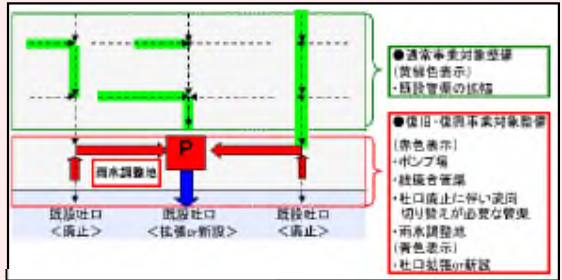 ●通常事業対象整備
(黄緑色表示)
・既設管渠の拡幅
P
雨水調整池
●復旧・復興事業対象整備
(赤色表示)
・ポンプ場
・統廃合管渠
・吐口廃止に伴い流向
切り替えが必要な管渠
・雨水調整池
(青色表示)
・吐口拡張or新設
既設吐口
<廃止>
既設吐口
<拡張or新設>
既設吐口
<廃止>